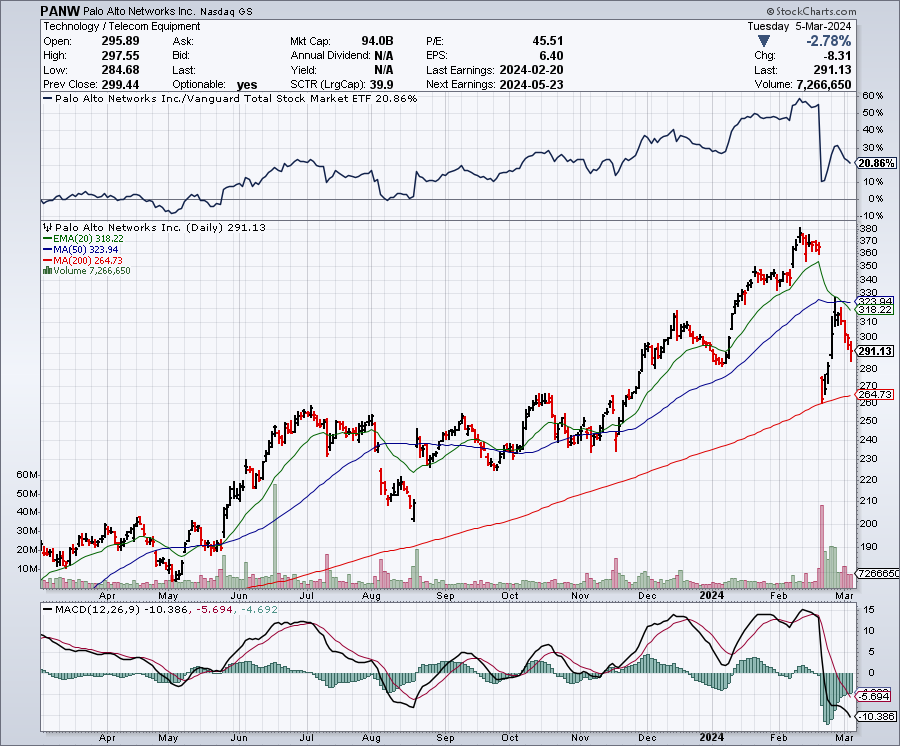 PANW Palo Alto Networks Inc. Nasdaq GS
© StockCharts.com
Technology / Telecom Equipment
Tuesday 5-Mar-2024
Open: 295.89 Ask: Mkt Cap: 94.0B P/E: 45.51 ▼ -2.78%
High: 297.55 Bid: Annual Dividend: N/A EPS: 6.40 Chg: -8.31
Low: 284.68 Last: Yield: N/A Last Earnings: 2024-02-20 Last: 291.13
Prev Close: 299.44 Optionable: yes SCTR (LrgCap): 39.9 Next Earnings: 2024-05-23 Volume: 7,266,650
Palo Alto Networks Inc./Vanguard Total Stock Market ETF 20.86%
60%
50%
40%
30%
20.86%
10%
0%
-10%
Palo Alto Networks Inc. (Daily) 291.13
EMA(20) 318.22
MA(50) 323.94
MA(200) 264.73
Volume 7,266,650
380
370
360
350
340
330
323.94
318.22
310
300
291.13
280
270
264.73
260
250
240
230
220
210
200
190
7266650
60M
50M
40M
30M
20M
10M
Apr May Jun Jul Aug Sep Oct Nov Dec 2024 Feb Mar
MACD(12,26,9) -10.386, -5.694, -4.692
15
10
5
0
-5.694
-10.386
Apr May Jun Jul Aug Sep Oct Nov Dec 2024 Feb Mar